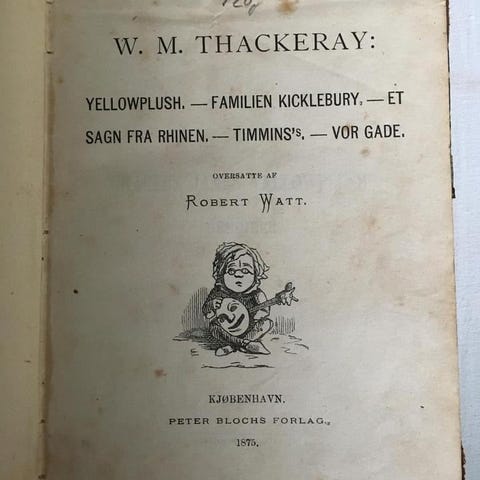 W. M. THACKERAY:
YELLOWPLUSH. — FAMILIEN KICKLEBURY. — ET
SAGN FRA RHINEN. — TIMMINS's. — VOR GADE.
OVERSATTE AF
ROBERT WATT.
KJØBENHAVN.
PETER BLOCHS FORLAG.
1875.